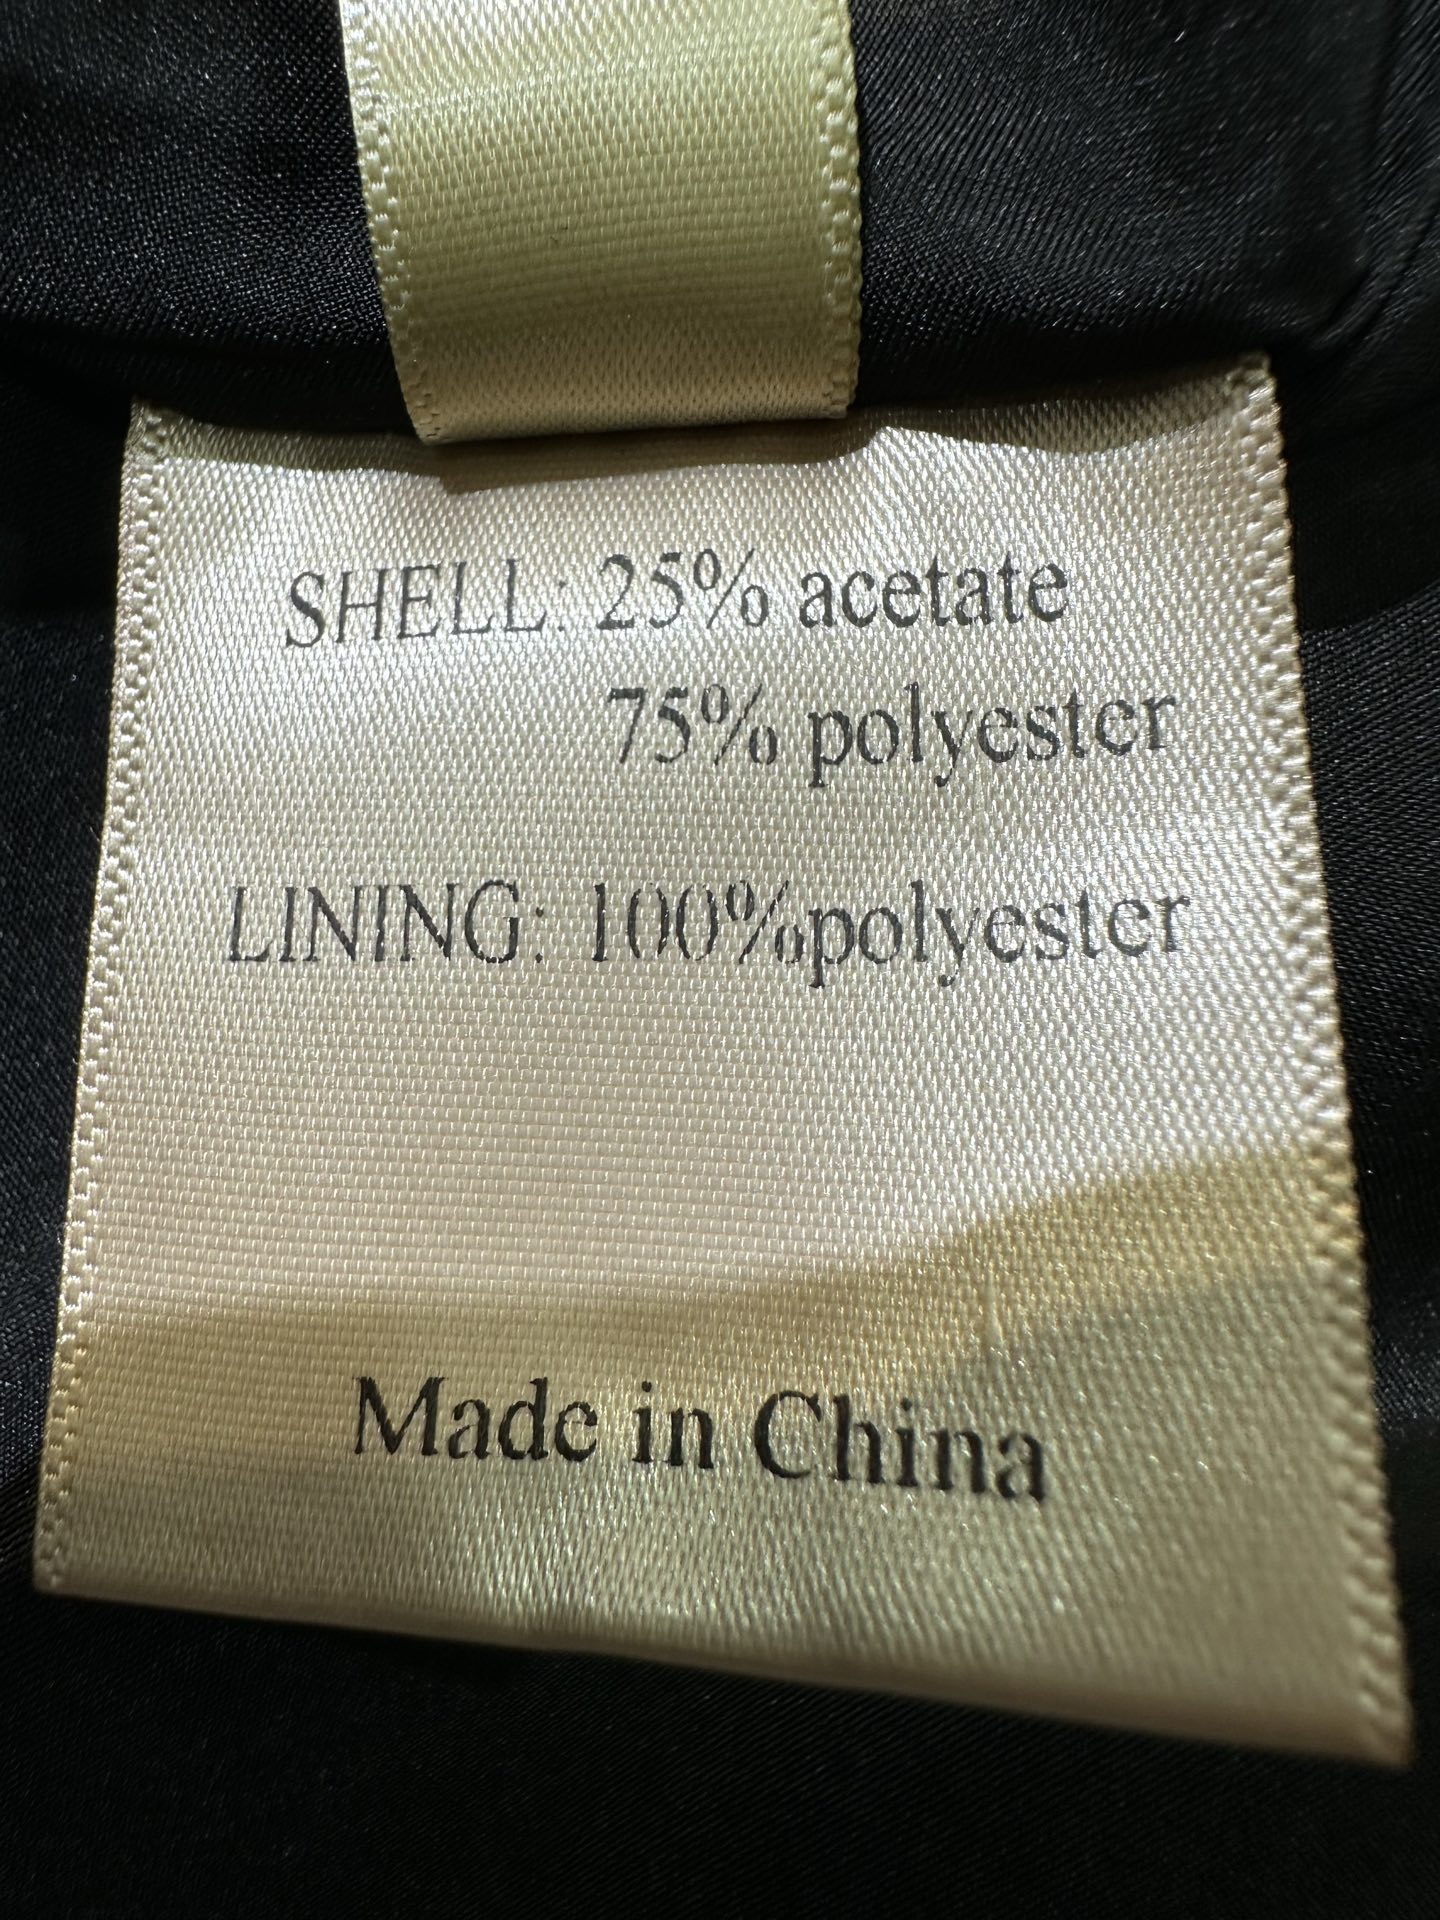 SHELL: 25% acetate
75% polyester
LINING: 100%polyester
Made in China